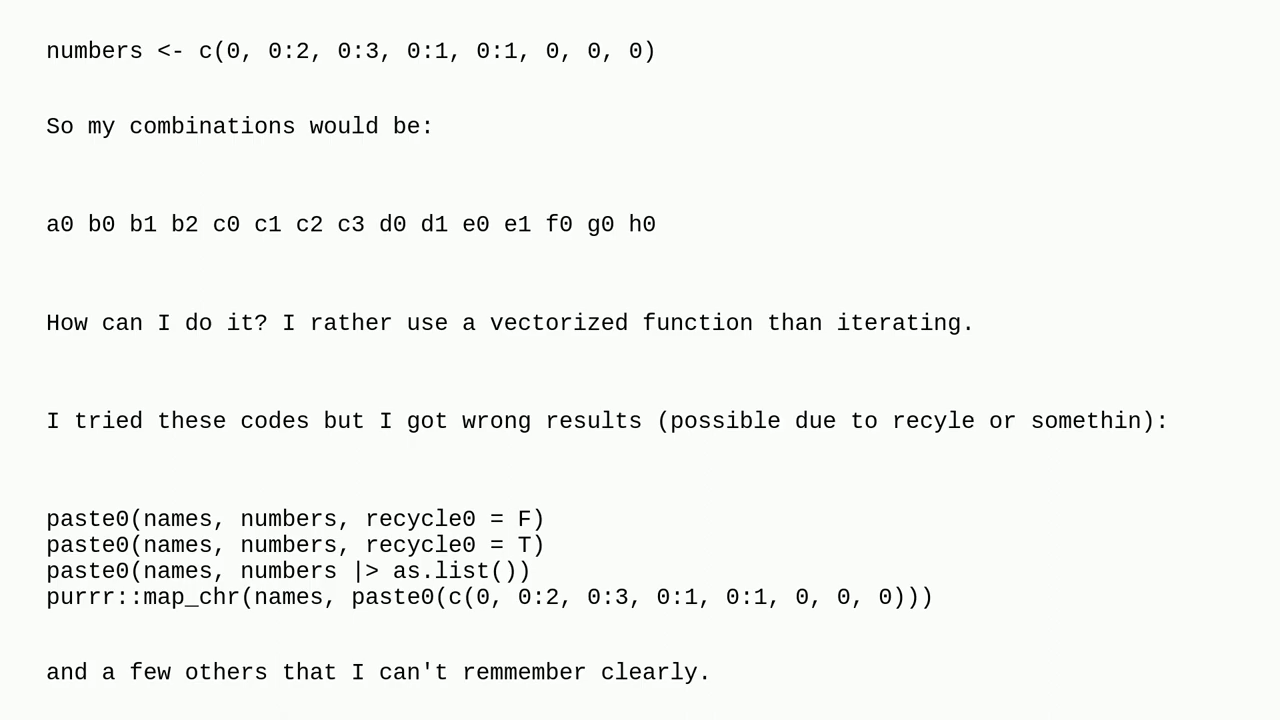 numbers <- c(0, 0:2, 0:3, 0:1, 0:1, 0, 0, 0)
So my combinations would be:
a0 b0 b1 b2 c0 c1 c2 c3 d0 d1 e0 e1 f0 g0 h0
How can I do it? I rather use a vectorized function than iterating.
I tried these codes but I got wrong results (possible due to recyle or somethin):
paste0(names, numbers, recycle0 = F)
paste0(names, numbers, recycle0 = T)
paste0(names, numbers |> as.list())
purrr::map_chr(names, paste0(c(0, 0:2, 0:3, 0:1, 0:1, 0, 0, 0)))
and a few others that I can't remmember clearly.